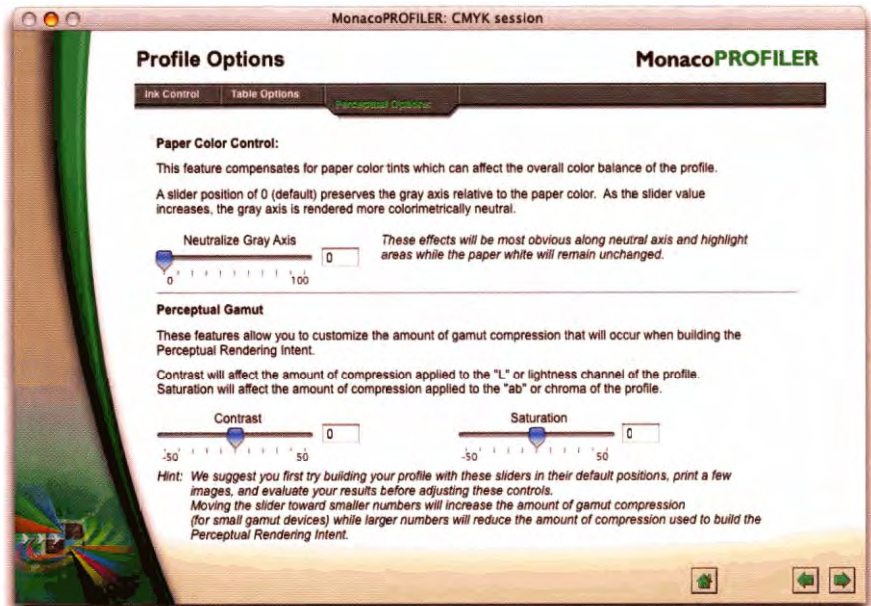 MonacoPROFILER: CMYK session
Profile Options
MonacoPROFILER
Ink Control
Table Options
Perceptual Options
Paper Color Control:
This feature compensates for paper color tints which can affect the overall color balance of the profile.
A slider position of 0 (default) preserves the gray axis relative to the paper color. As the slider value
increases, the gray axis is rendered more colorimetrically neutral.
Neutralize Gray Axis
0
These effects will be most obvious along neutral axis and highlight
areas while the paper white will remain unchanged.
0 100
Perceptual Gamut
These features allow you to customize the amount of gamut compression that will occur when building the
Perceptual Rendering Intent.
Contrast will affect the amount of compression applied to the "L" or lightness channel of the profile.
Saturation will affect the amount of compression applied to the "ab" or chroma of the profile.
Contrast
0
-50 50
Saturation
0
-50 50
Hint: We suggest you first try building your profile with these sliders in their default positions, print a few
images, and evaluate your results before adjusting these controls.
Moving the slider toward smaller numbers will increase the amount of gamut compression
(for small gamut devices) while larger numbers will reduce the amount of compression used to build the
Perceptual Rendering Intent.